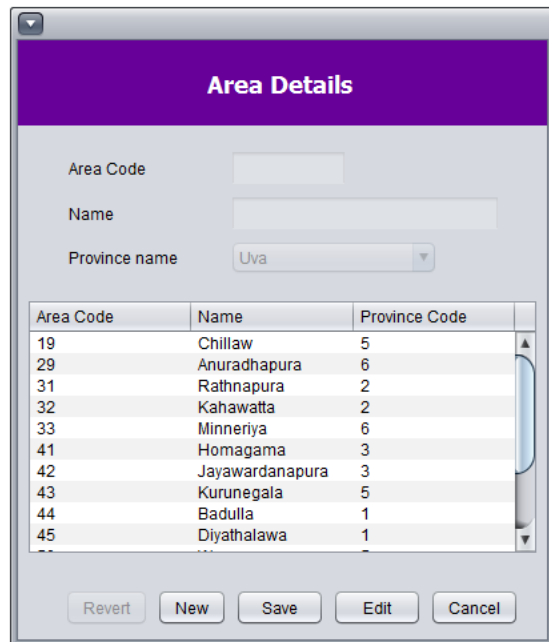 Area Details
Area Code
Name
Province name Uva
Area Code Name Province Code
19 Chillaw 5
29 Anuradhapura 6
31 Rathnapura 2
32 Kahawatta 2
33 Minneriya 6
41 Homagama 3
42 Jayawardanapura 3
43 Kurunegala 5
44 Badulla 1
45 Diyathalawa 1
Revert New Save Edit Cancel